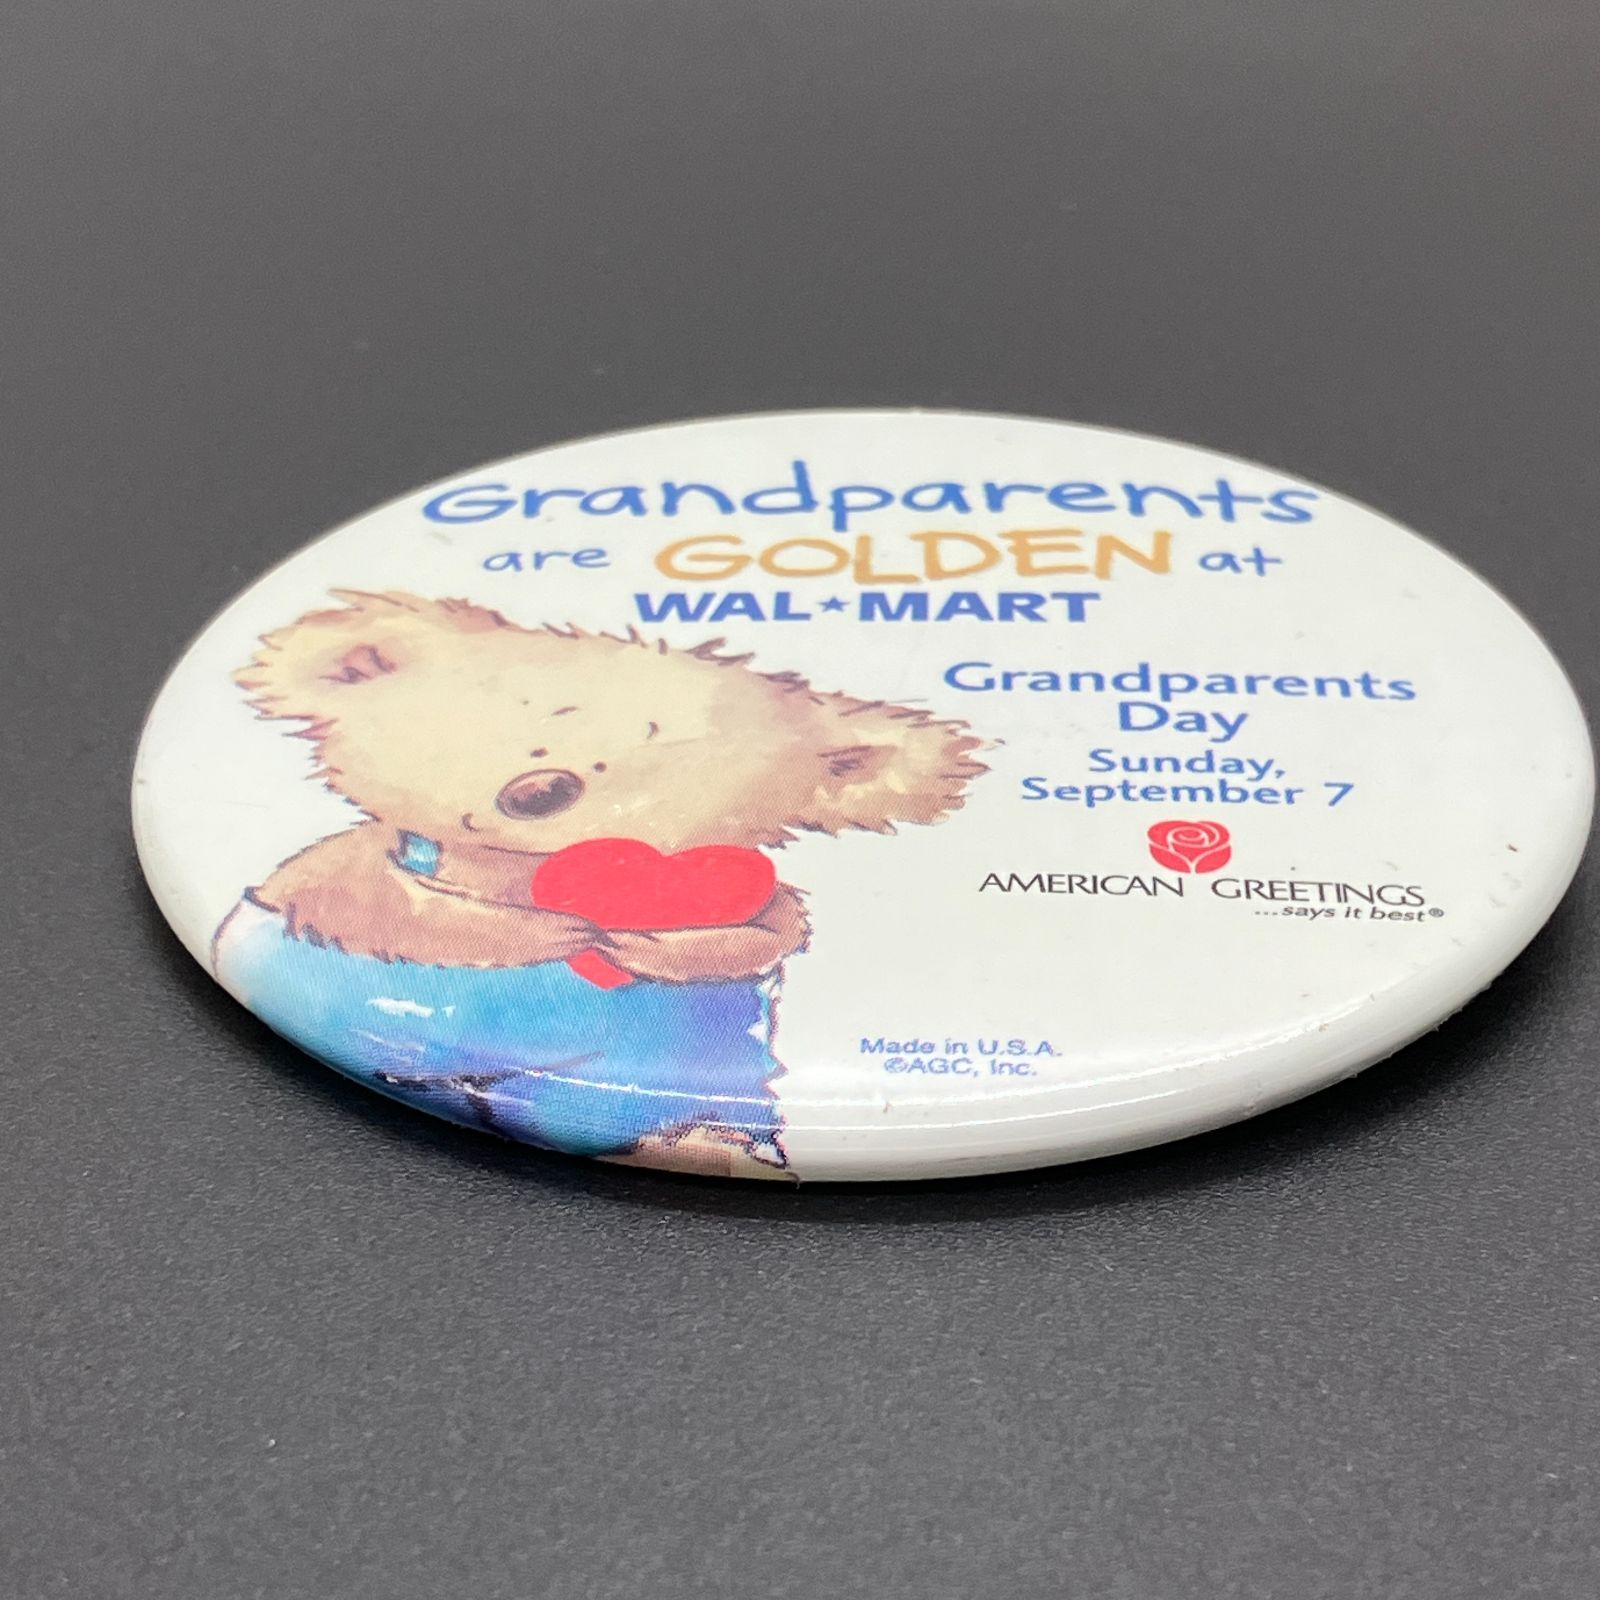 Grandparents
are GOLDEN at
WAL★MART
Grandparents
Day
Sunday,
September 7
AMERICAN GREETINGS
...says it best®
Made in U.S.A.
©AGC, Inc.